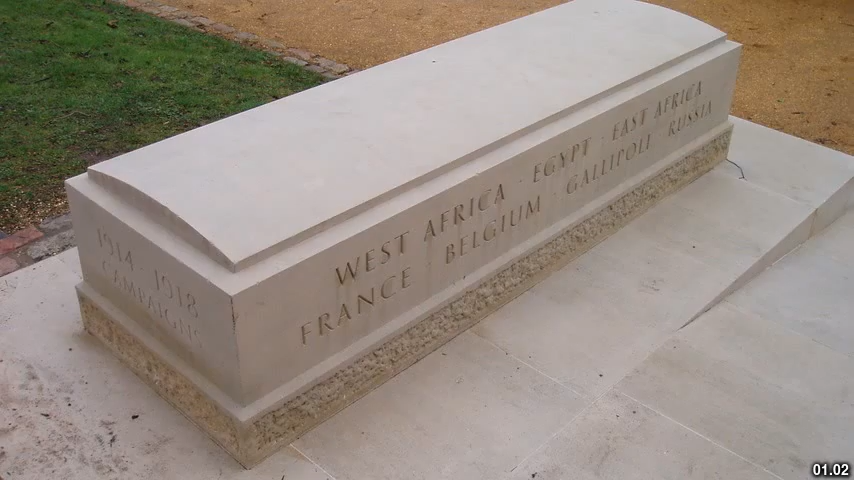 1914 · 1918
CAMPAIGNS
WEST AFRICA · EGYPT · EAST AFRICA
FRANCE · BELGIUM · GALLIPOLI · RUSSIA
01.02